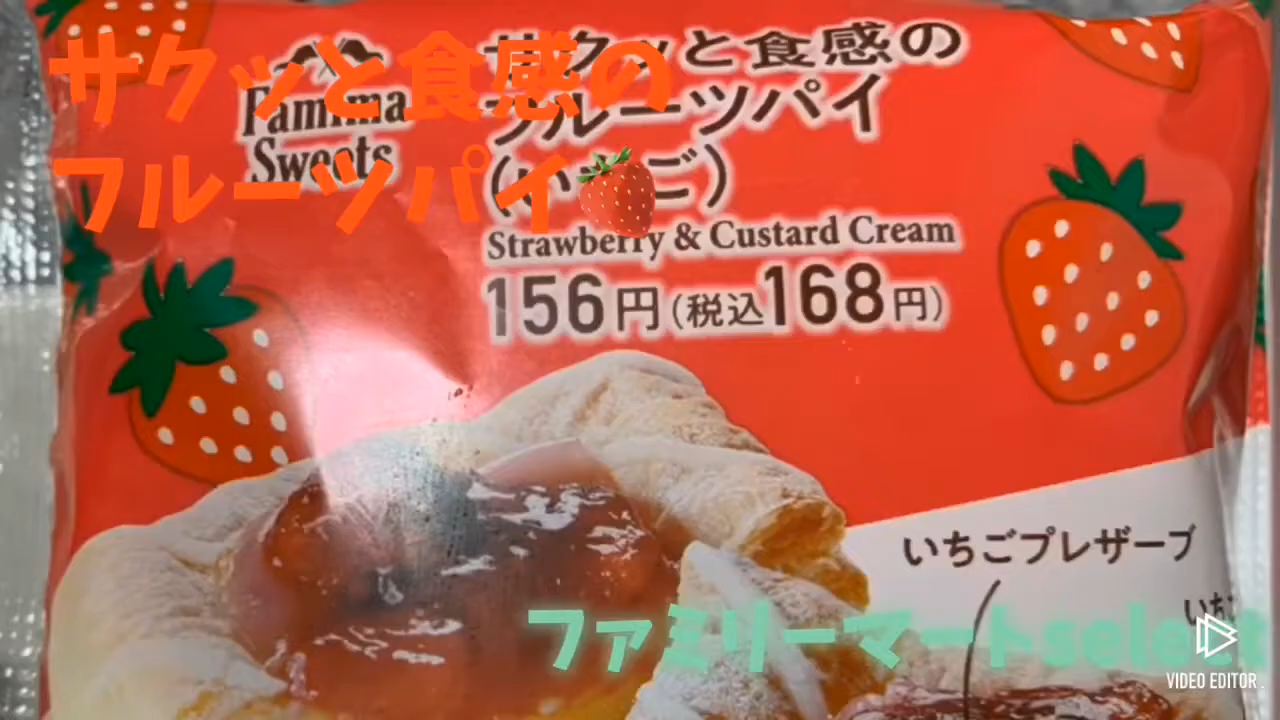 サクッと食感の
フルーツパイ🍓
Famima
Sweets
サクッと食感の
フルーツパイ
(いちご)
Strawberry & Custard Cream
156円(税込168円)
いちごプレザーブ
ファミリーマートselect
VIDEO EDITOR